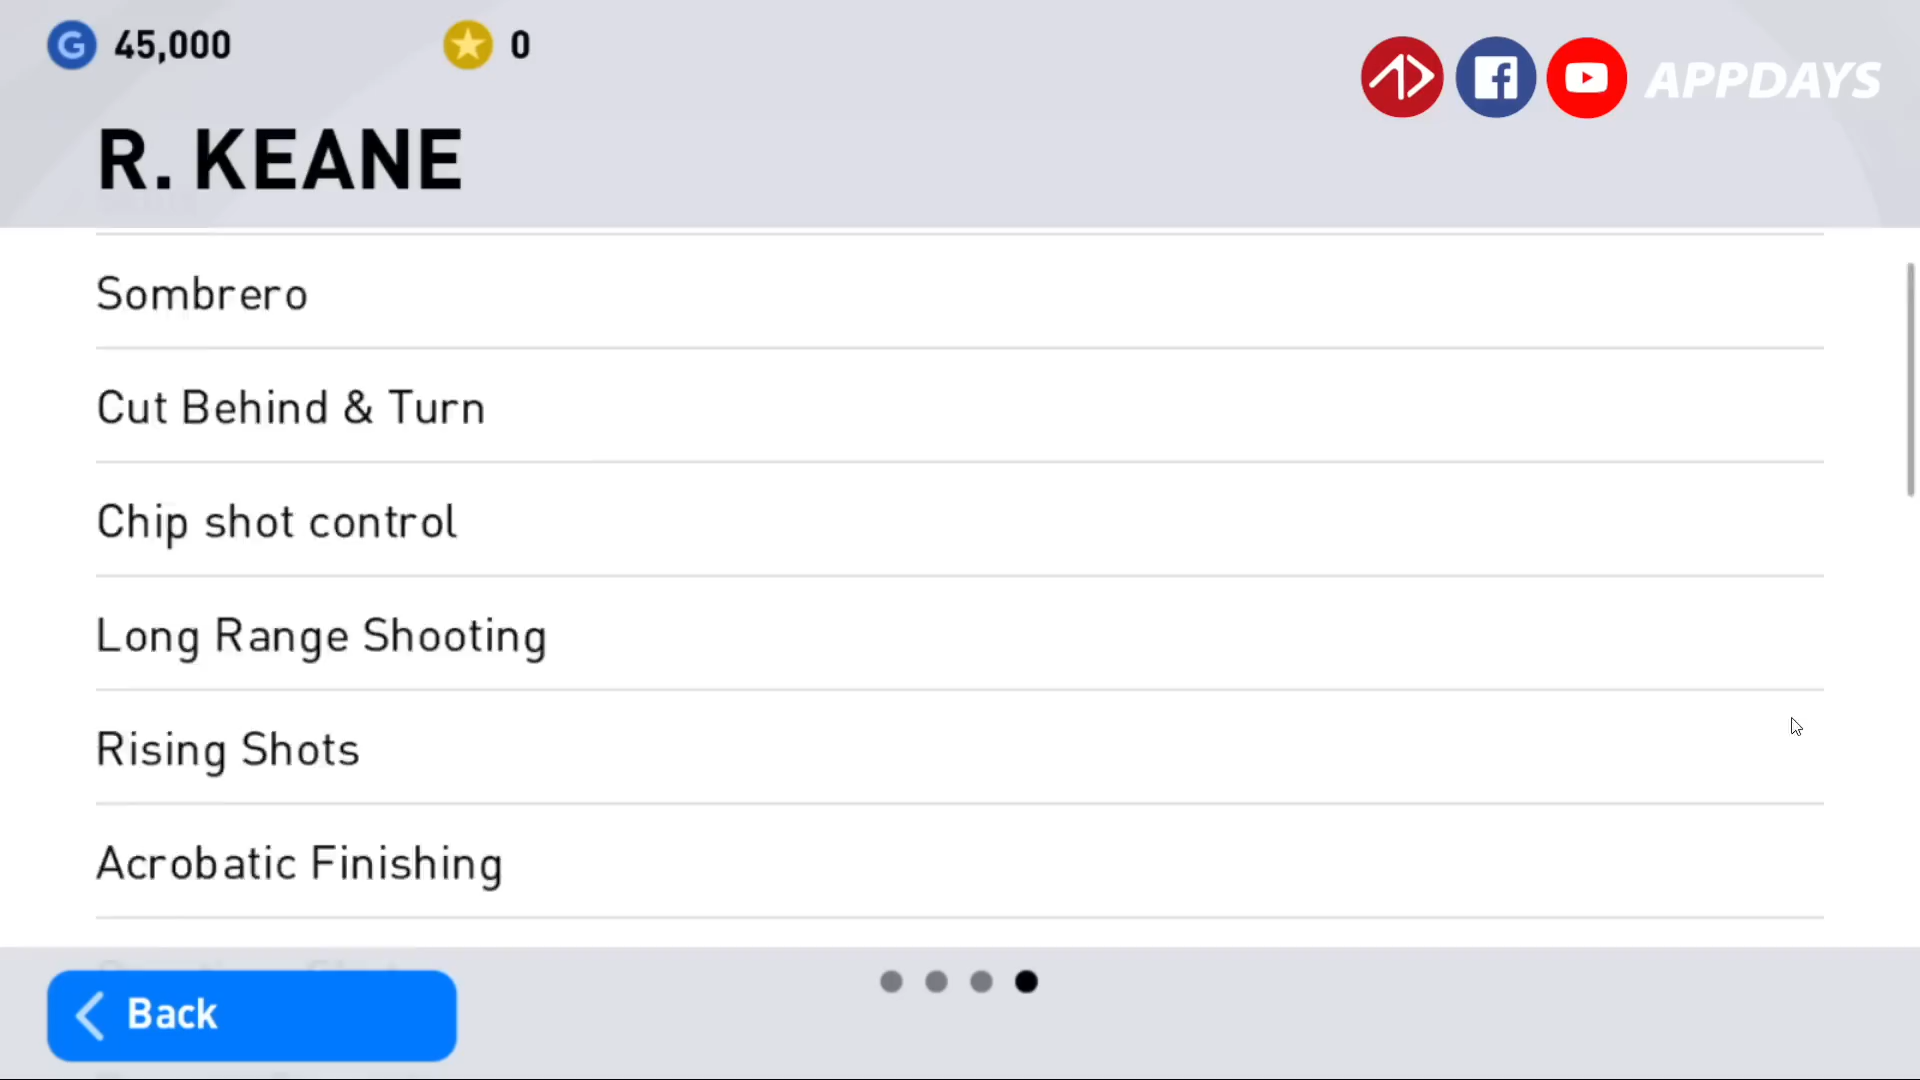 45,000
0
APPDAYS
R. KEANE
Sombrero
Cut Behind & Turn
Chip shot control
Long Range Shooting
Rising Shots
Acrobatic Finishing
Back